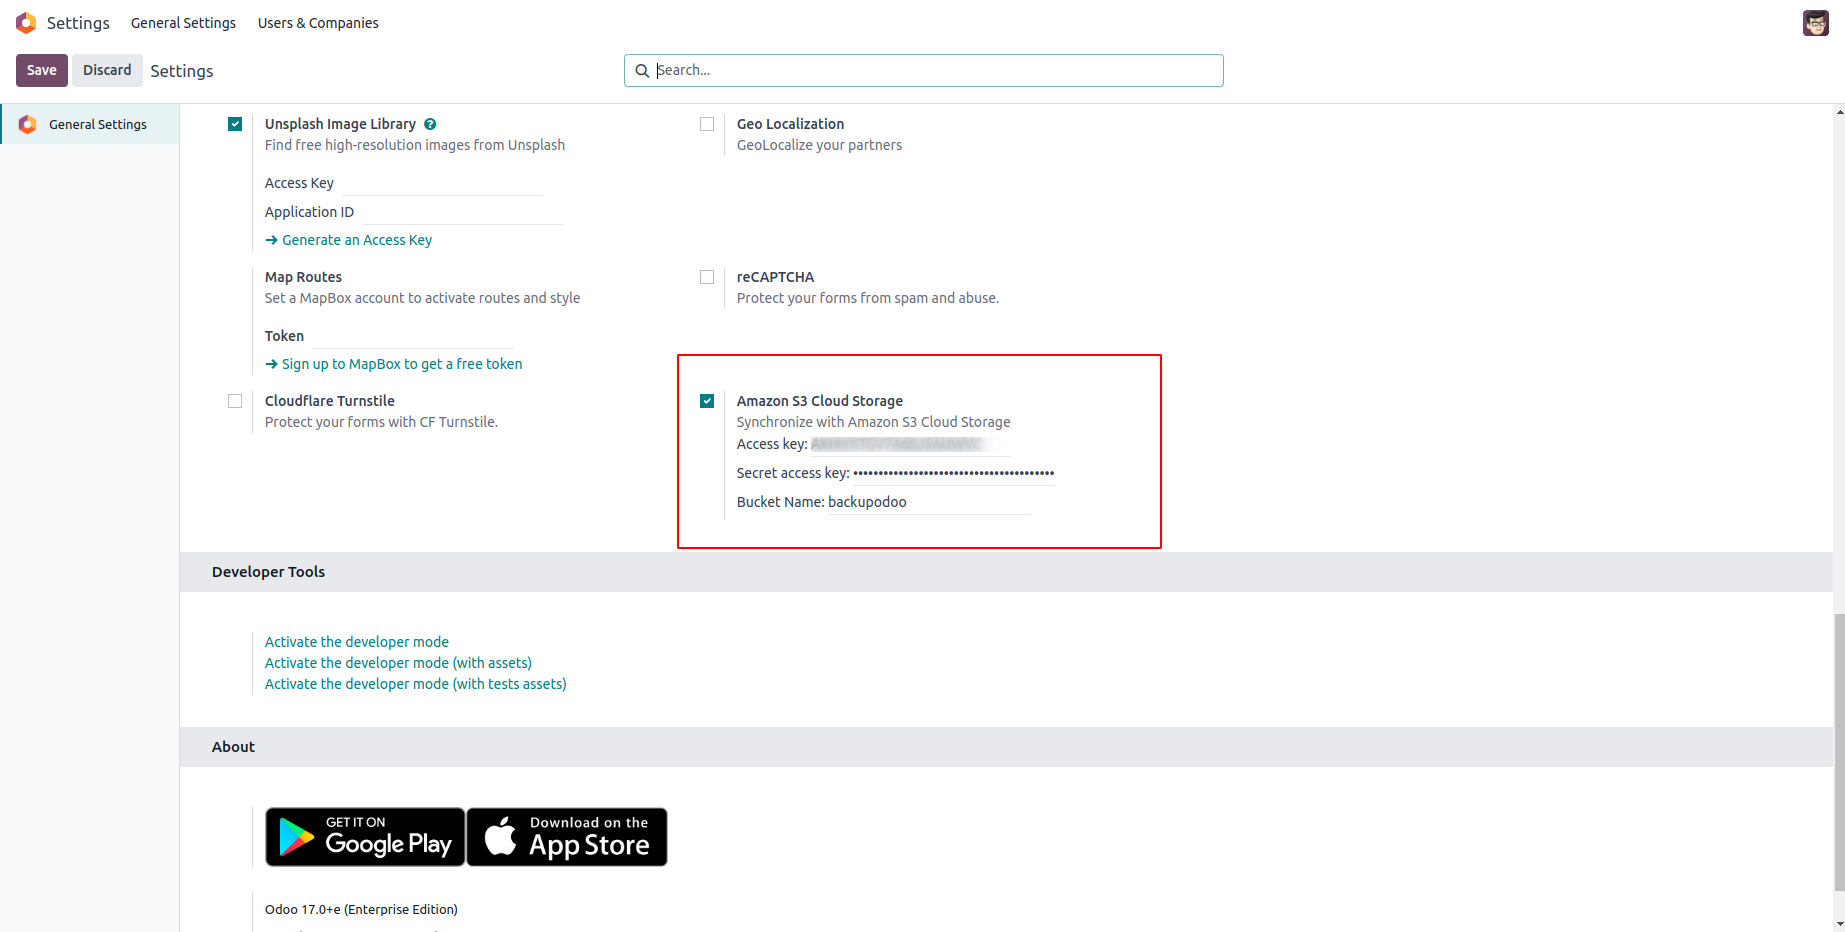 Settings General Settings Users & Companies
Save Discard Settings Search...
General Settings
Unsplash Image Library ?
Find free high-resolution images from Unsplash
Access Key
Application ID
→ Generate an Access Key
Geo Localization
GeoLocalize your partners
Map Routes
Set a MapBox account to activate routes and style
Token
→ Sign up to MapBox to get a free token
reCAPTCHA
Protect your forms from spam and abuse.
Cloudflare Turnstile
Protect your forms with CF Turnstile.
Amazon S3 Cloud Storage
Synchronize with Amazon S3 Cloud Storage
Access key:
Secret access key: ••••••••••••••••••••••••••••••••••••••••
Bucket Name: backupodoo
Developer Tools
Activate the developer mode
Activate the developer mode (with assets)
Activate the developer mode (with tests assets)
About
GET IT ON
Google Play
Download on the
App Store
Odoo 17.0+e (Enterprise Edition)